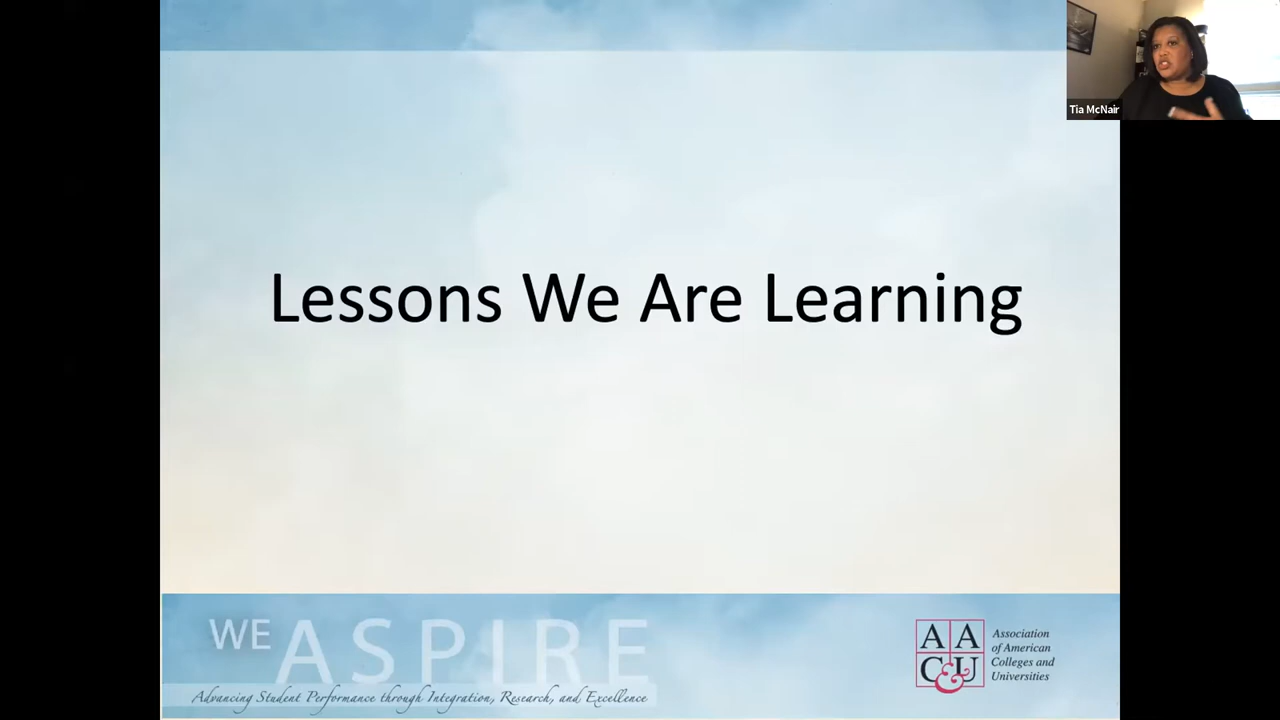 Tia McNair
Lessons We Are Learning
WE ASPIRE
Advancing Student Performance through Integration, Research, and Excellence
AA
C&U
Association
of American
Colleges and
Universities